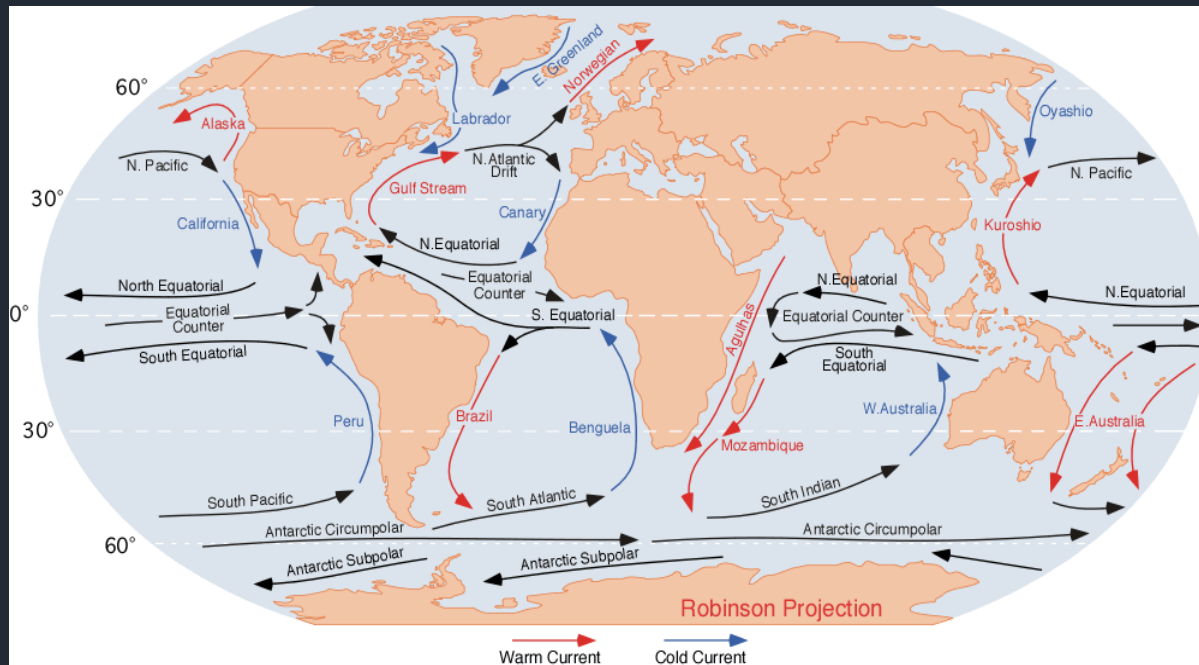 E. Greenland
Norwegian
60°
Oyashio
Labrador
Alaska
N. Pacific
N. Atlantic
Drift
N. Pacific
Gulf Stream
30°
Canary
California
Kuroshio
N.Equatorial
North Equatorial
Equatorial
Counter
N.Equatorial
N.Equatorial
0°
Equatorial
Counter
S. Equatorial
Equatorial Counter
Agulhas
South Equatorial
South
Equatorial
Peru
Brazil
Benguela
W.Australia
E.Australia
30°
Mozambique
South Pacific
South Atlantic
South Indian
Antarctic Circumpolar
Antarctic Circumpolar
60°
Antarctic Subpolar
Antarctic Subpolar
Robinson Projection
Warm Current
Cold Current